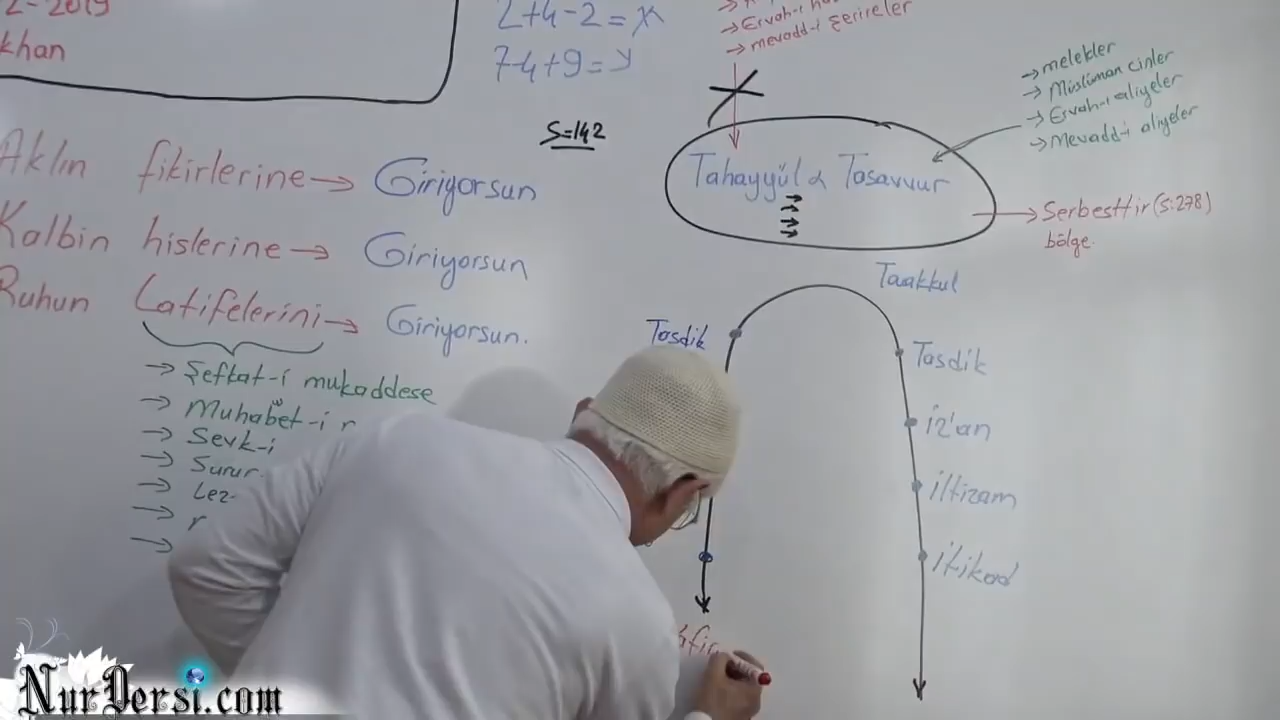 2-2019
khan
2+4-2=x
7-4+9=y
S=142
→Ervah-ı
→mevadd-ı şerireler
→melekler
→Müslüman cinler
→Ervah-ı aliyeler
→Mevadd-ı aliyeler
Tahayyül & Tasavvur
→Serbesttir (S:278)
bölge.
Aklın fikirlerine→ Giriyorsun
Kalbin hislerine→ Giriyorsun
Ruhun Latifelerini→ Giriyorsun.
→ Şefkat-i mukaddese
→ Muhabbet-i
→ Sevk-i
→ Surur-
→ Lez-
Taakkul
Tasdik
Tasdik
iz'an
iltizam
itikad
NurDersi.com